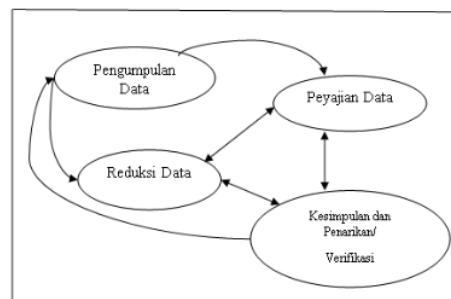 Pengumpulan
Data
Peyajian Data
Reduksi Data
Kesimpulan dan
Penarikan/
Verifikasi